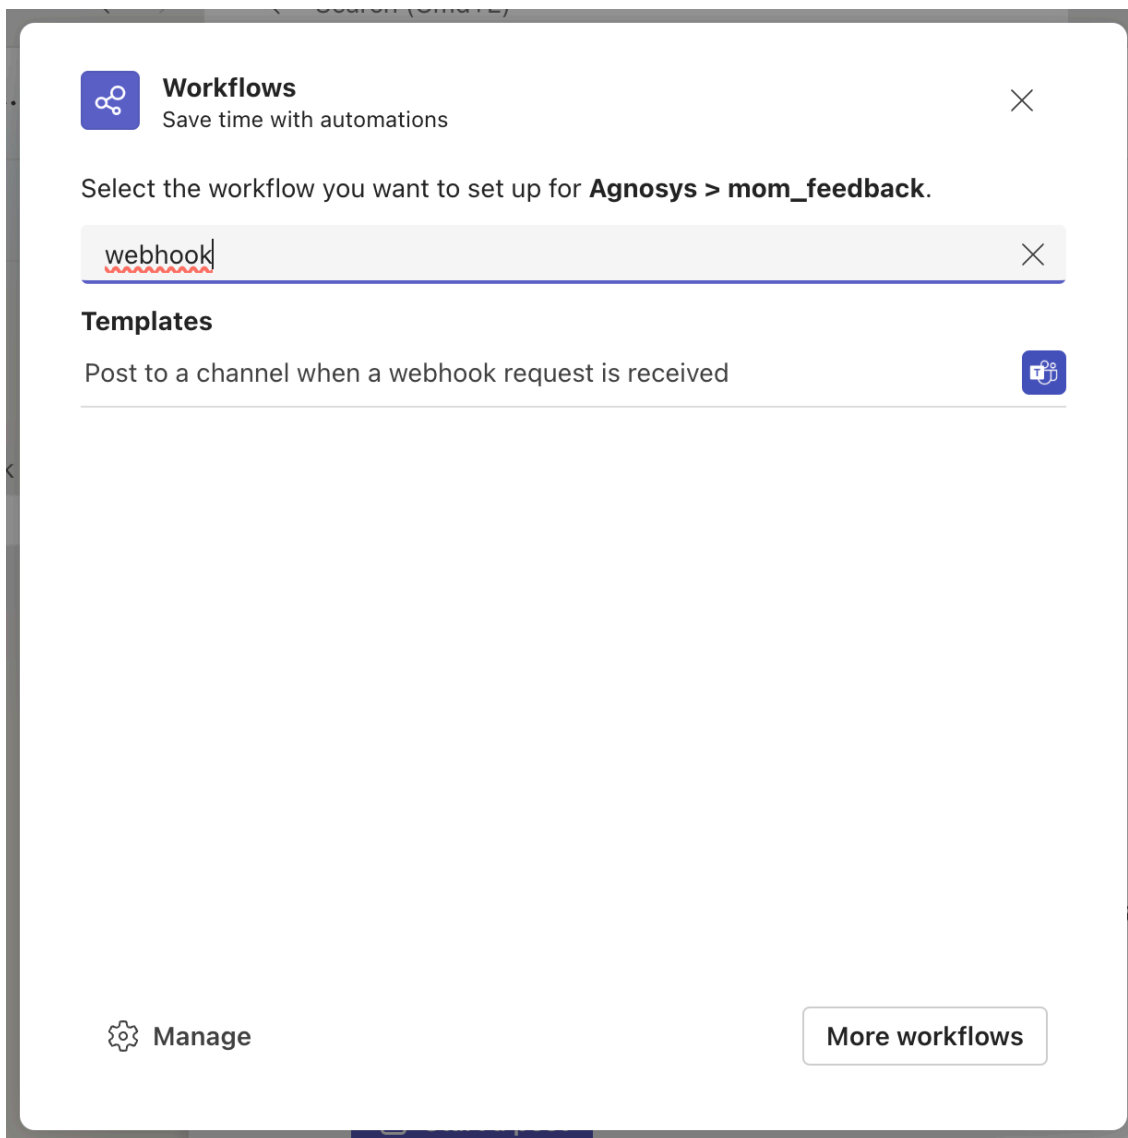 Workflows
Save time with automations
Select the workflow you want to set up for Agnosys > mom_feedback.
webhook
Templates
Post to a channel when a webhook request is received
Manage
More workflows